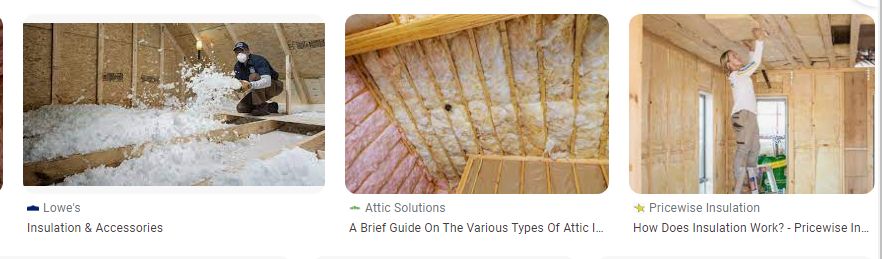 Lowe's
Insulation & Accessories
Attic Solutions
A Brief Guide On The Various Types Of Attic I...
Pricewise Insulation
How Does Insulation Work? - Pricewise In...